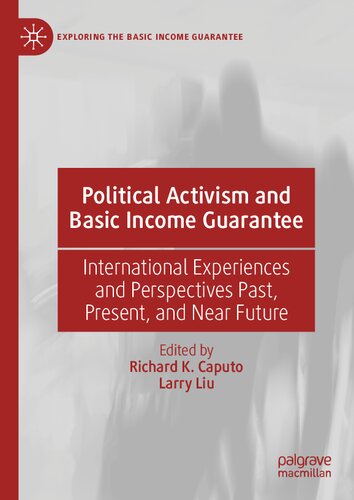 EXPLORING THE BASIC INCOME GUARANTEE
Political Activism and
Basic Income Guarantee
International Experiences
and Perspectives Past,
Present, and Near Future
Edited by
Richard K. Caputo
Larry Liu
palgrave
macmillan